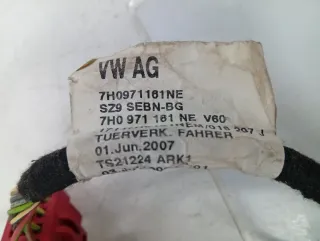 VW AG
7H0971161NE
SZ9 SEBN-BG
7H0 971 161 NE V60
TUERVERK. FAHRER
01.Jun.2007
TS21224 ARK1